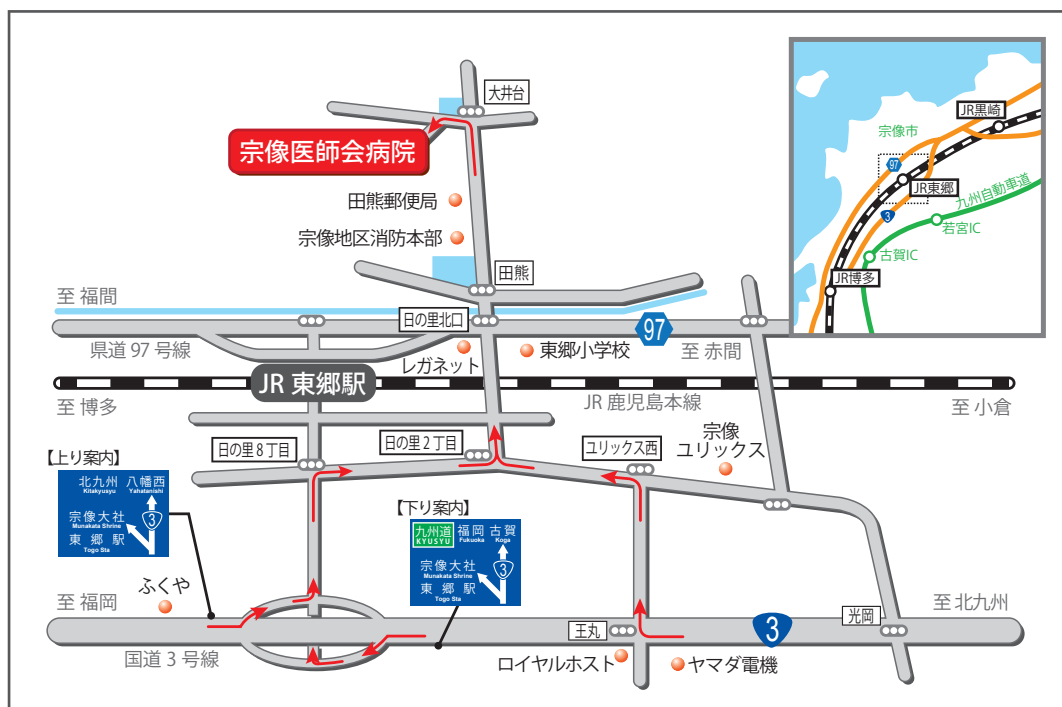 大井台
宗像医師会病院
田熊郵便局
宗像地区消防本部
田熊
至 福間
日の里北口
97
県道 97 号線
レガネット
東郷小学校
至 赤間
JR 東郷駅
至 博多
JR 鹿児島本線
至 小倉
日の里8丁目
日の里2丁目
ユリックス西
宗像
ユリックス
【上り案内】
北九州 八幡西
Kitakyusyu Yahatanishi
3
宗像大社
Munakata Shrine
東郷駅
Togo Sta
【下り案内】
九州道 福岡 古賀
KYUSYU Fukuoka Koga
3
宗像大社
Munakata Shrine
東郷駅
Togo Sta
ふくや
至 福岡
国道 3 号線
王丸
ロイヤルホスト
ヤマダ電機
3
光岡
至 北九州
JR黒崎
宗像市
97
JR東郷
九州自動車道
3
若宮IC
古賀IC
JR博多